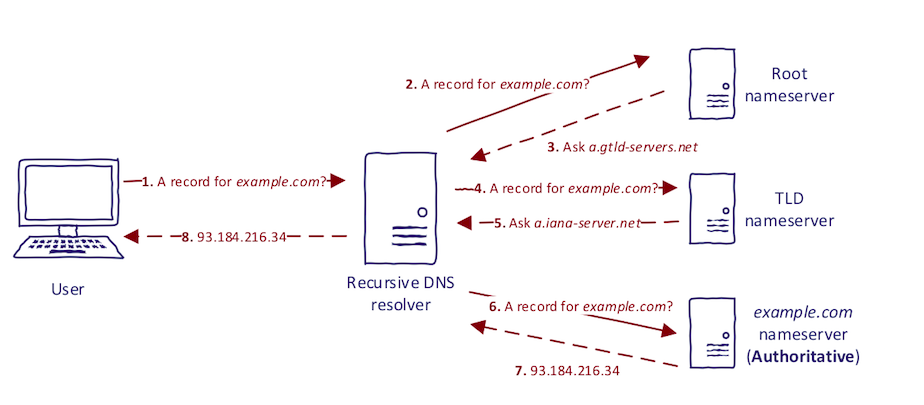 2. A record for example.com?
Root
nameserver
3. Ask a.gtld-servers.net
1. A record for example.com?
4. A record for example.com?
TLD
nameserver
5. Ask a.iana-server.net
8. 93.184.216.34
User
Recursive DNS
resolver
6. A record for example.com?
example.com
nameserver
(Authoritative)
7. 93.184.216.34